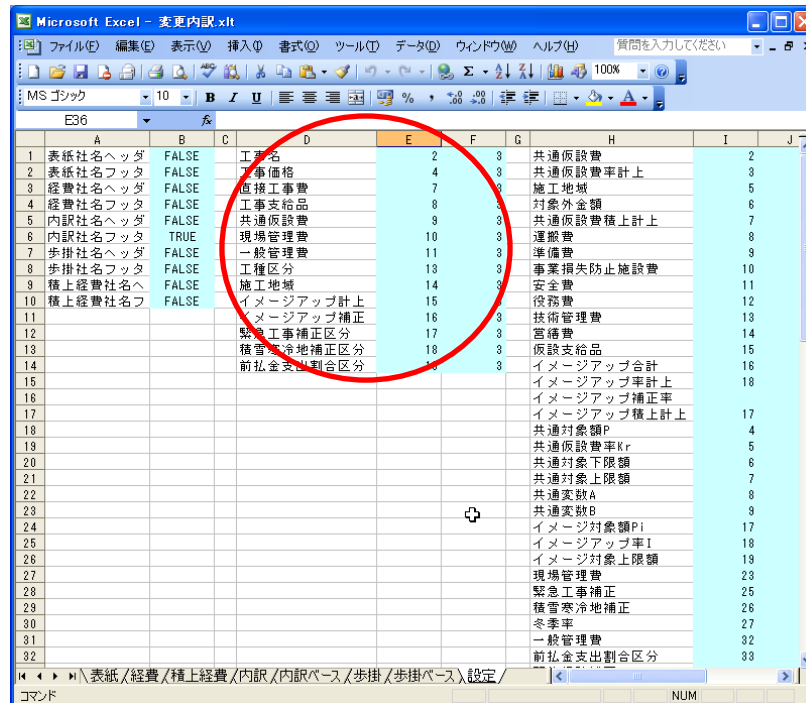 Microsoft Excel - 変更内訳.xlt
ファイル(F) 編集(E) 表示(V) 挿入(I) 書式(O) ツール(T) データ(D) ウィンドウ(W) ヘルプ(H) 質問を入力してください
100%
MS ゴシック 10 B I U
E36 fx
A B C D E F G H I J
1 表紙社名ヘッダ FALSE 工事名 2 3 共通仮設費 2
2 表紙社名フッタ FALSE 工事価格 4 3 共通仮設費率計上 3
3 経費社名ヘッダ FALSE 直接工事費 7 3 施工地域 5
4 経費社名フッタ FALSE 工事支給品 8 3 対象外金額 6
5 内訳社名ヘッダ FALSE 共通仮設費 9 3 共通仮設費積上計上 7
6 内訳社名フッタ TRUE 現場管理費 10 3 運搬費 8
7 歩掛社名ヘッダ FALSE 一般管理費 11 3 準備費 9
8 歩掛社名フッタ FALSE 工種区分 13 3 事業損失防止施設費 10
9 積上経費社名ヘ FALSE 施工地域 14 3 安全費 11
10 積上経費社名フ FALSE イメージアップ計上 15 3 役務費 12
11 イメージアップ補正 16 3 技術管理費 13
12 緊急工事補正区分 17 3 営繕費 14
13 積雪寒冷地補正区分 18 3 仮設支給品 15
14 前払金支出割合区分 3 イメージアップ合計 16
15 イメージアップ率計上 18
16 イメージアップ補正率
17 イメージアップ積上計上 17
18 共通対象額P 4
19 共通仮設費率Kr 5
20 共通対象下限額 6
21 共通対象上限額 7
22 共通変数A 8
23 共通変数B 9
24 イメージ対象額Pi 17
25 イメージアップ率I 18
26 イメージ対象上限額 19
27 現場管理費 23
28 緊急工事補正 25
29 積雪寒冷地補正 26
30 冬季率 27
31 一般管理費 32
32 前払金支出割合区分 33
表紙 経費 積上経費 内訳 内訳ベース 歩掛 歩掛ベース 設定
コマンド NUM